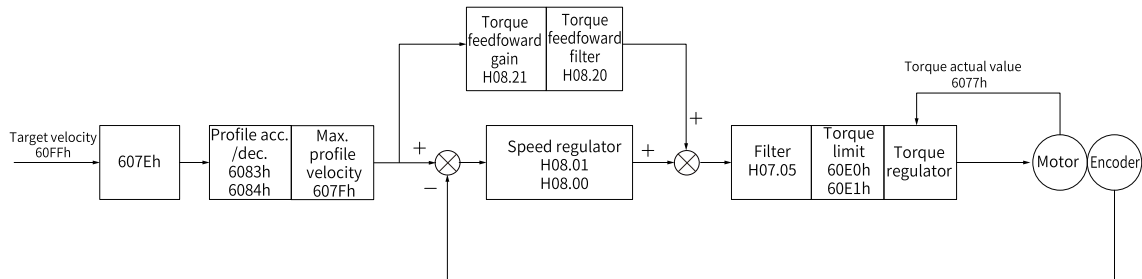 Torque
feedfoward
gain
H08.21
Torque
feedfoward
filter
H08.20
Torque actual value
6077h
Target velocity
60FFh
607Eh
Profile acc.
/dec.
6083h
6084h
Max.
profile
velocity
607Fh
+
−
Speed regulator
H08.01
H08.00
+
+
Filter
H07.05
Torque
limit
60E0h
60E1h
Torque
regulator
Motor
Encoder